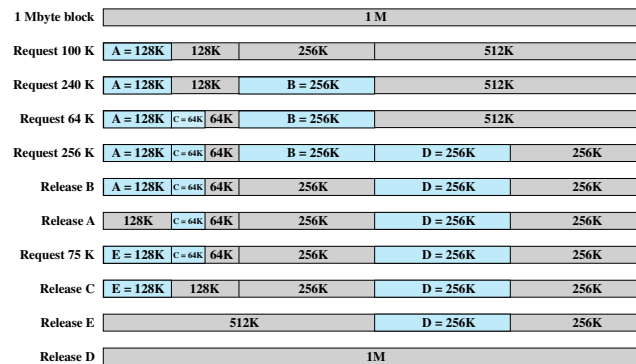 1 Mbyte block 1 M
Request 100 K A = 128K 128K 256K 512K
Request 240 K A = 128K 128K B = 256K 512K
Request 64 K A = 128K C = 64K 64K B = 256K 512K
Request 256 K A = 128K C = 64K 64K B = 256K D = 256K 256K
Release B A = 128K C = 64K 64K 256K D = 256K 256K
Release A 128K C = 64K 64K 256K D = 256K 256K
Request 75 K E = 128K C = 64K 64K 256K D = 256K 256K
Release C E = 128K 128K 256K D = 256K 256K
Release E 512K D = 256K 256K
Release D 1M